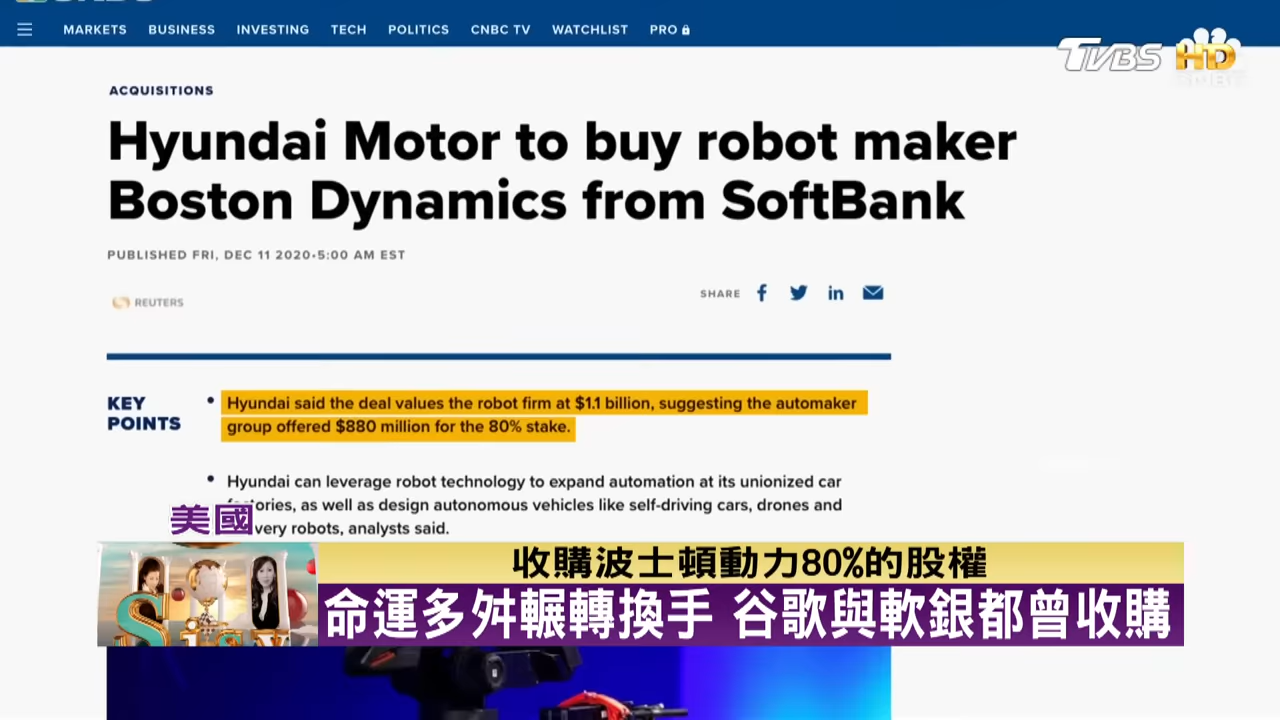 MARKETS BUSINESS INVESTING TECH POLITICS CNBC TV WATCHLIST PRO
TVBS HD
ACQUISITIONS
Hyundai Motor to buy robot maker
Boston Dynamics from SoftBank
PUBLISHED FRI, DEC 11 2020•5:00 AM EST
REUTERS
SHARE
KEY
POINTS
• Hyundai said the deal values the robot firm at $1.1 billion, suggesting the automaker
group offered $880 million for the 80% stake.
• Hyundai can leverage robot technology to expand automation at its unionized car
tories, as well as design autonomous vehicles like self-driving cars, drones and
very robots, analysts said.
美國
收購波士頓動力80%的股權
命運多舛輾轉換手 谷歌與軟銀都曾收購